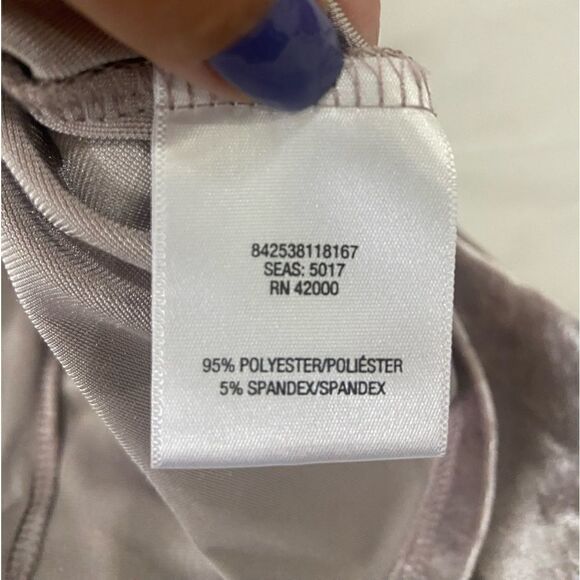 842538118167
SEAS: 5017
RN 42000
95% POLYESTER/POLIÉSTER
5% SPANDEX/SPANDEX